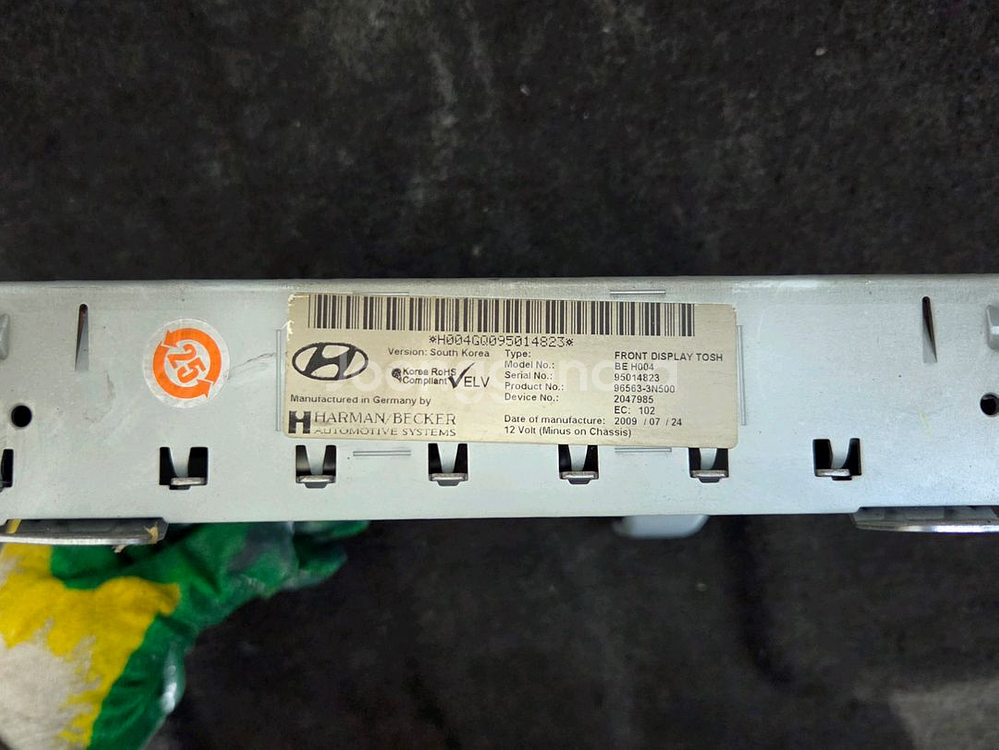 25
*H004GQ095014823*
Version: South Korea
Korea RoHS
Compliant
ELV
Manufactured in Germany by
HARMAN/BECKER
AUTOMOTIVE SYSTEMS
Type: FRONT DISPLAY TOSH
Model No.: BE H004
Serial No.: 95014823
Product No.: 96563-3N500
Device No.: 2047985
EC: 102
Date of manufacture: 2009 / 07 / 24
12 Volt (Minus on Chassis)